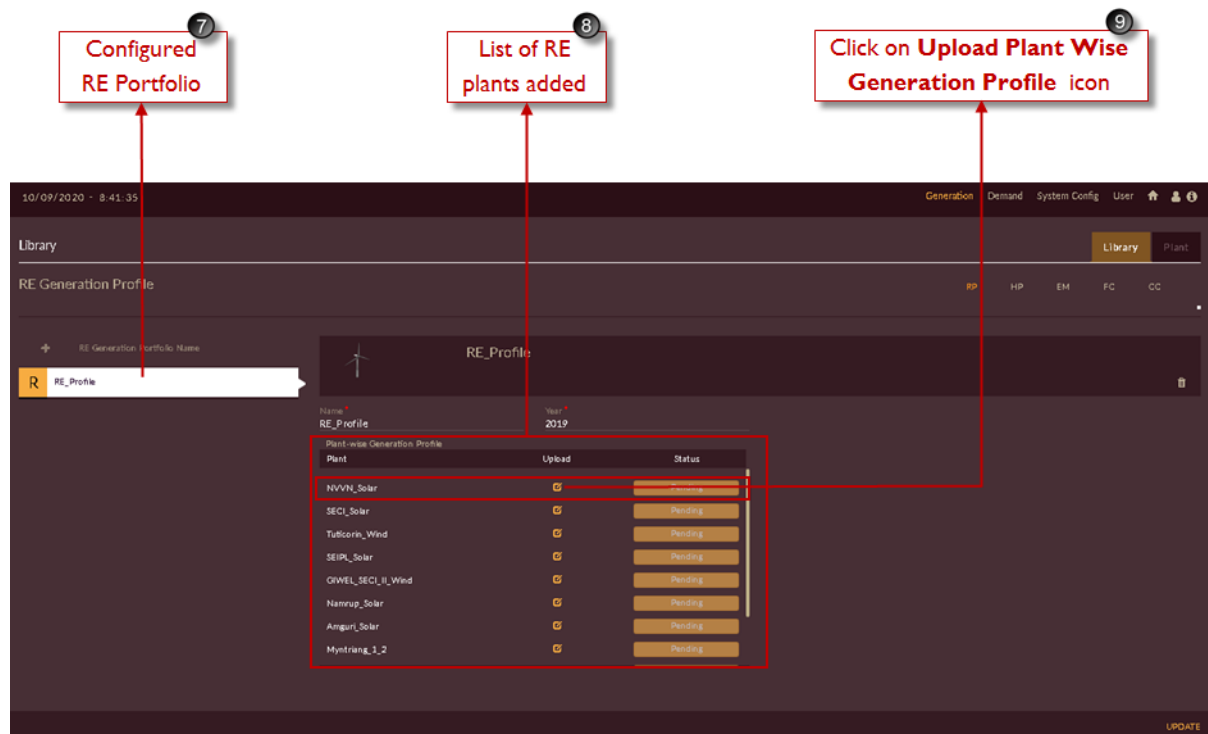 7
Configured
RE Portfolio
8
List of RE
plants added
9
Click on Upload Plant Wise
Generation Profile icon
10/09/2020 - 8:41:35
Generation Demand System Config User
Library
Library Plant
RE Generation Profile
RP HP EM FC CC
RE Generation Portfolio Name
R RE_Profile
RE_Profile
Name * Year *
RE_Profile 2019
Plant-wise Generation Profile
Plant Upload Status
NVVN_Solar Pending
SECI_Solar Pending
Tuticorin_Wind Pending
SEIPL_Solar Pending
GIWEL_SECI_II_Wind Pending
Namrup_Solar Pending
Amguri_Solar Pending
Myntriang_1_2 Pending
UPDATE